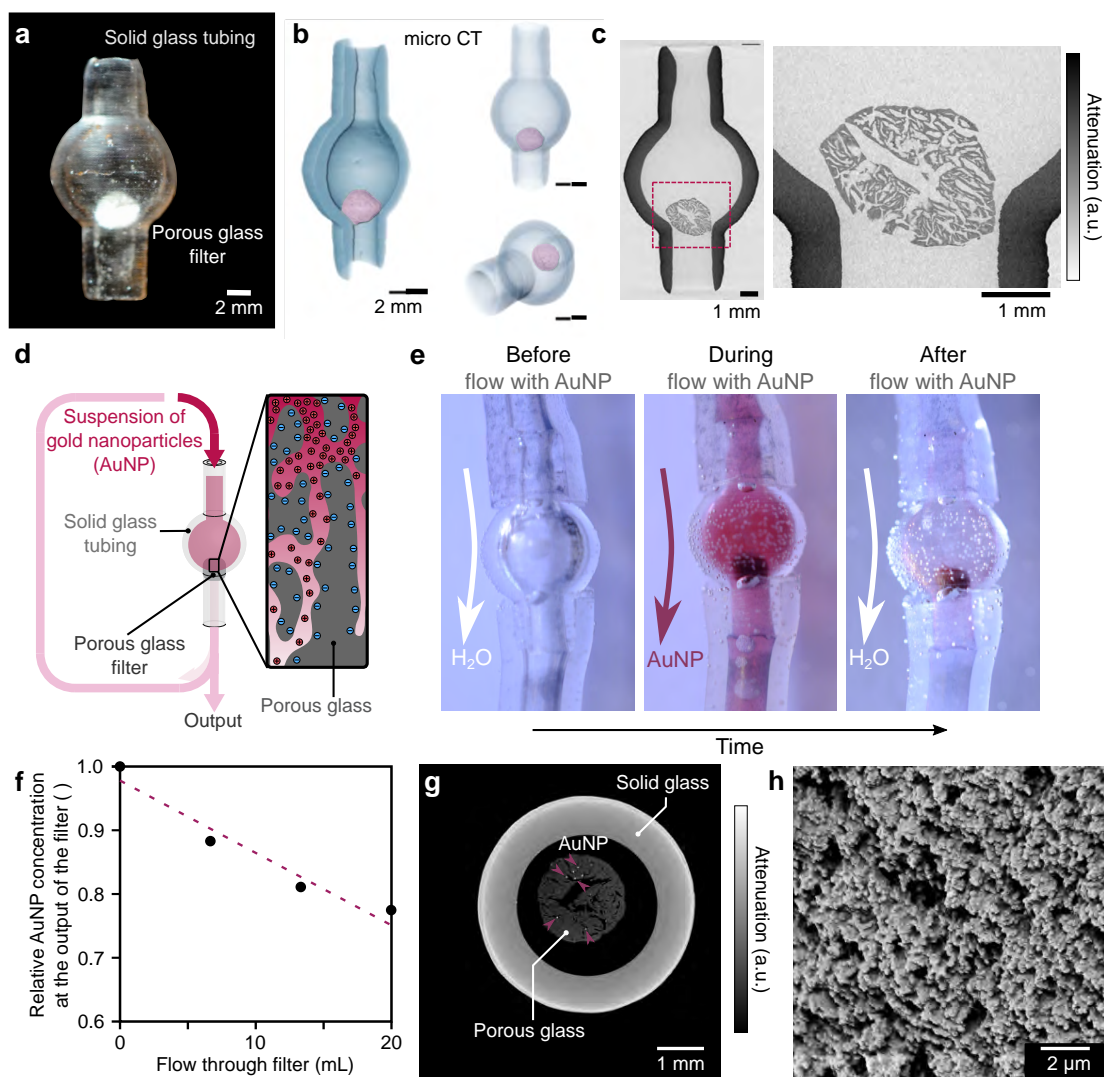 a
Solid glass tubing
Porous glass
filter
2 mm
b
micro CT
2 mm
c
1 mm
1 mm
Attenuation (a.u.)
d
Suspension of
gold nanoparticles
(AuNP)
Solid glass
tubing
Porous glass
filter
Output
Porous glass
e
Before
flow with AuNP
During
flow with AuNP
After
flow with AuNP
H₂O
AuNP
H₂O
Time
f
Relative AuNP concentration
at the output of the filter ( )
1.0
0.9
0.8
0.7
0.6
0
10
20
Flow through filter (mL)
g
Solid glass
AuNP
Porous glass
1 mm
Attenuation (a.u.)
h
2 µm